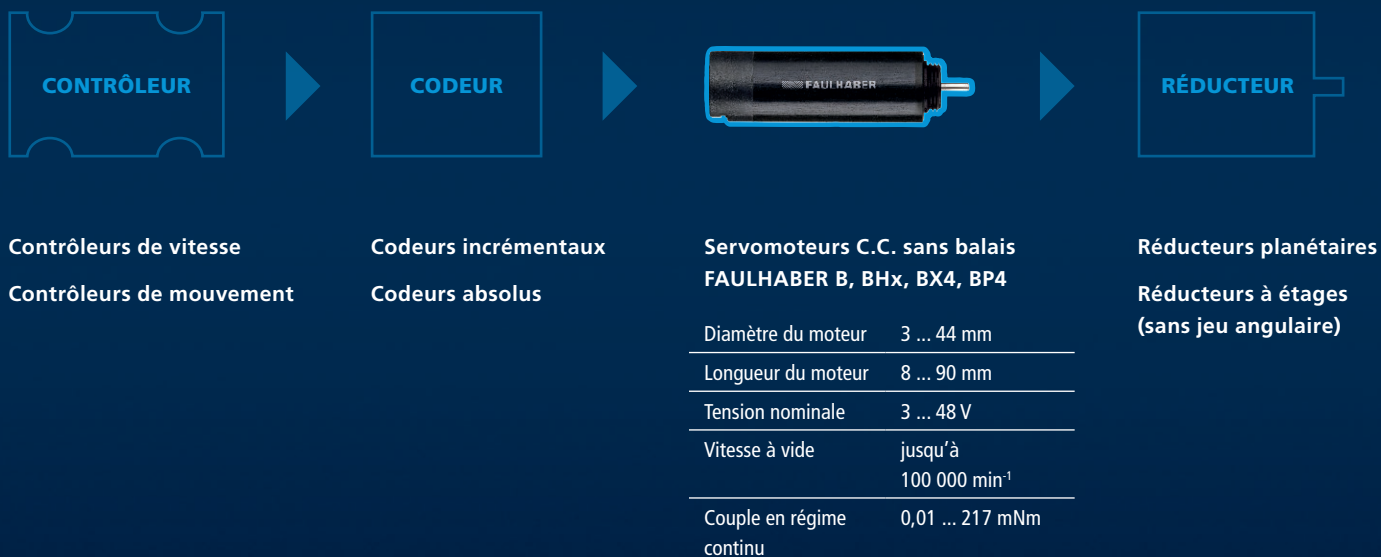 CONTRÔLEUR
CODEUR
FAULHABER
RÉDUCTEUR
Contrôleurs de vitesse
Contrôleurs de mouvement
Codeurs incrémentaux
Codeurs absolus
Servomoteurs C.C. sans balais
FAULHABER B, BHx, BX4, BP4
Diamètre du moteur 3 ... 44 mm
Longueur du moteur 8 ... 90 mm
Tension nominale 3 ... 48 V
Vitesse à vide jusqu’à
100 000 min⁻¹
Couple en régime 0,01 ... 217 mNm
continu
Réducteurs planétaires
Réducteurs à étages
(sans jeu angulaire)